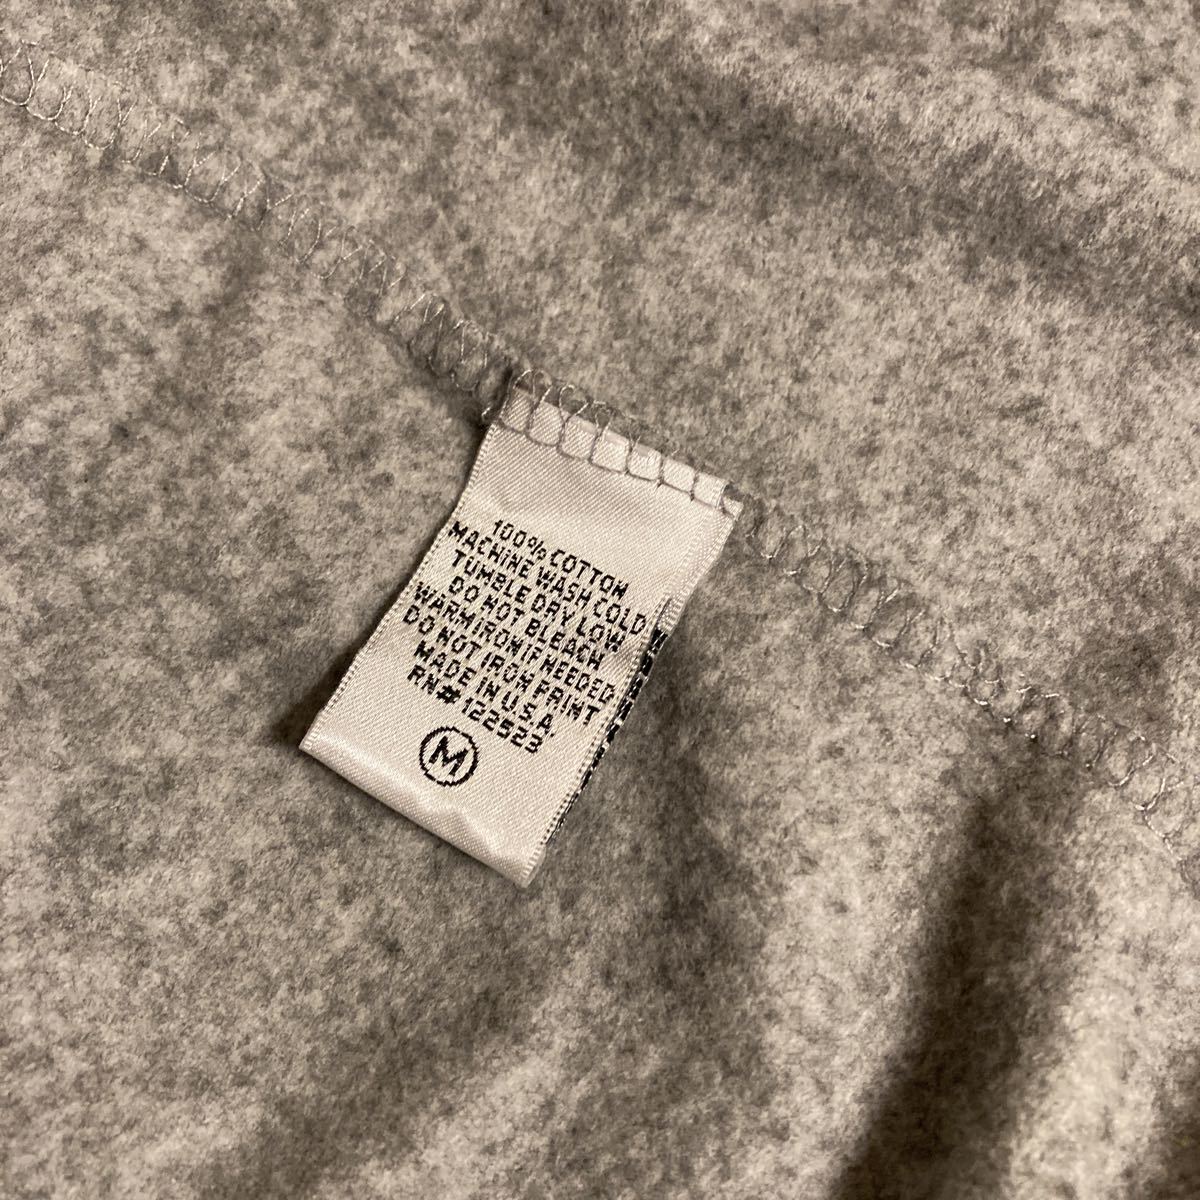 100% COTTON
MACHINE WASH COLD
TUMBLE DRY LOW
DO NOT BLEACH
WARM IRON IF NEEDED
DO NOT IRON PRINT
MADE IN U.S.A.
RN# 122523
M